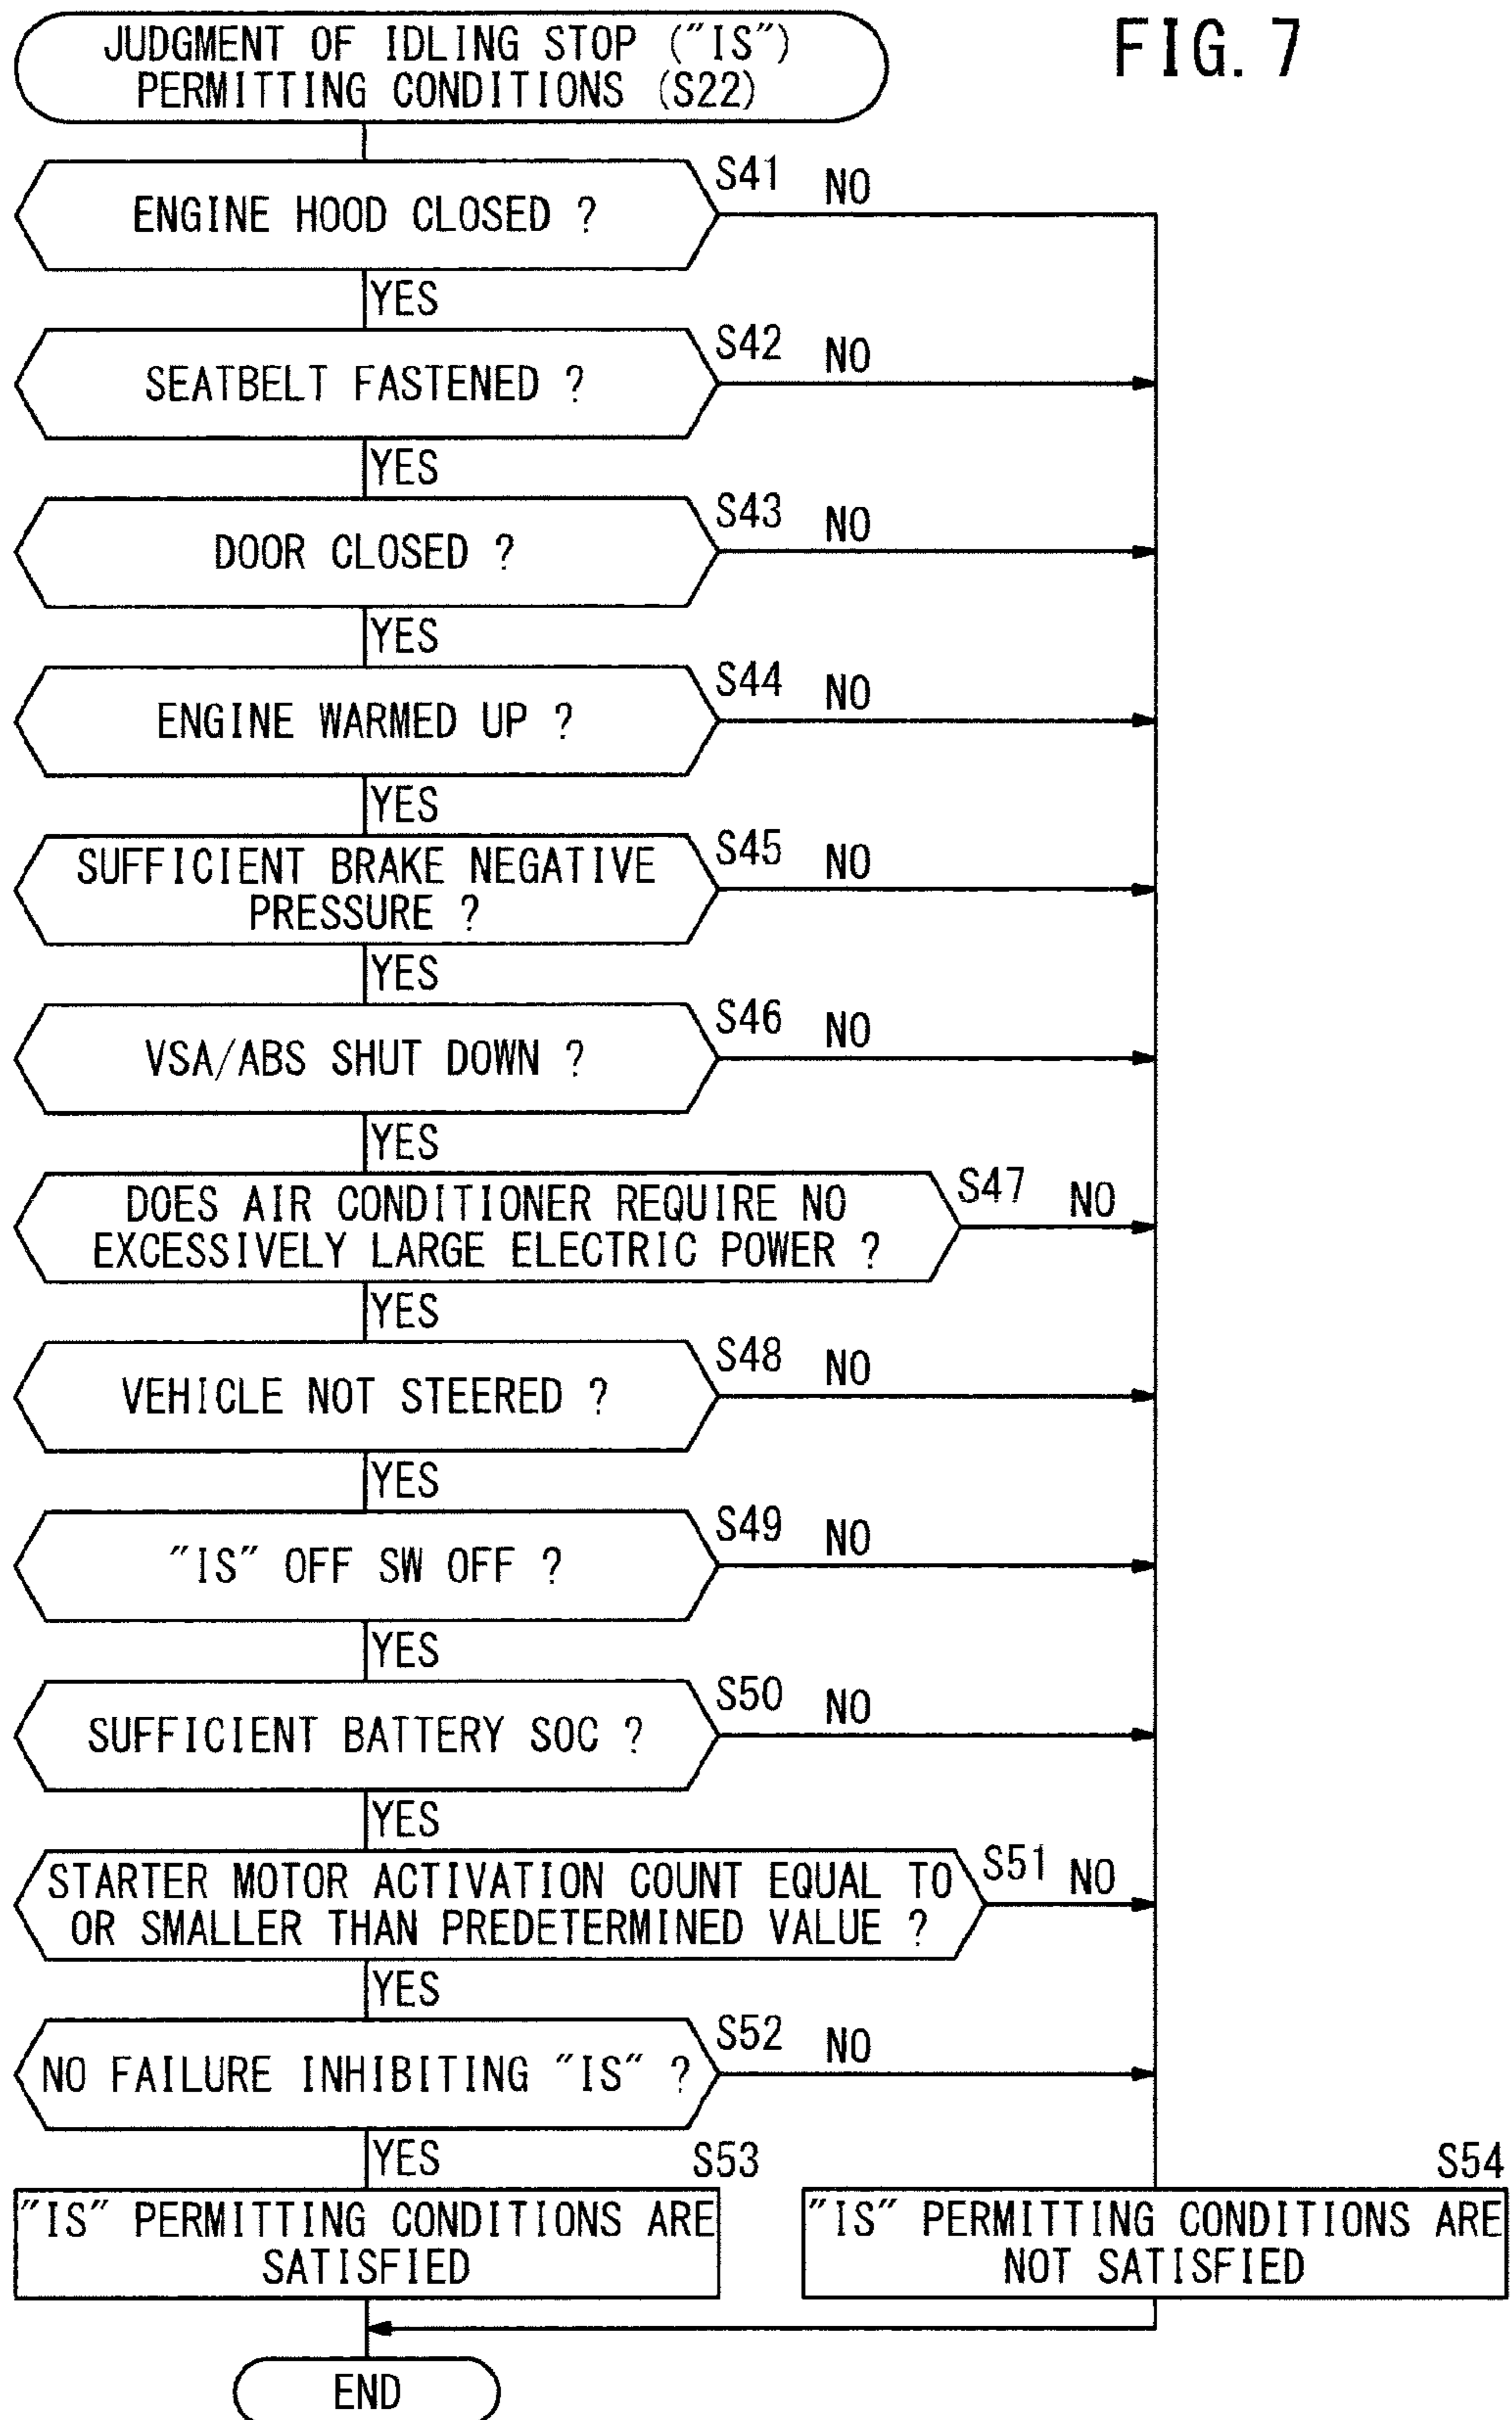 FIG. 7
JUDGMENT OF IDLING STOP ("IS")
PERMITTING CONDITIONS (S22)
S41
NO
ENGINE HOOD CLOSED ?
YES
S42
NO
SEATBELT FASTENED ?
YES
S43
NO
DOOR CLOSED ?
YES
S44
NO
ENGINE WARMED UP ?
YES
S45
NO
SUFFICIENT BRAKE NEGATIVE
PRESSURE ?
YES
S46
NO
VSA/ABS SHUT DOWN ?
YES
S47
NO
DOES AIR CONDITIONER REQUIRE NO
EXCESSIVELY LARGE ELECTRIC POWER ?
YES
S48
NO
VEHICLE NOT STEERED ?
YES
S49
NO
"IS" OFF SW OFF ?
YES
S50
NO
SUFFICIENT BATTERY SOC ?
YES
S51
NO
STARTER MOTOR ACTIVATION COUNT EQUAL TO
OR SMALLER THAN PREDETERMINED VALUE ?
YES
S52
NO
NO FAILURE INHIBITING "IS" ?
YES
S53
"IS" PERMITTING CONDITIONS ARE
SATISFIED
S54
"IS" PERMITTING CONDITIONS ARE
NOT SATISFIED
END